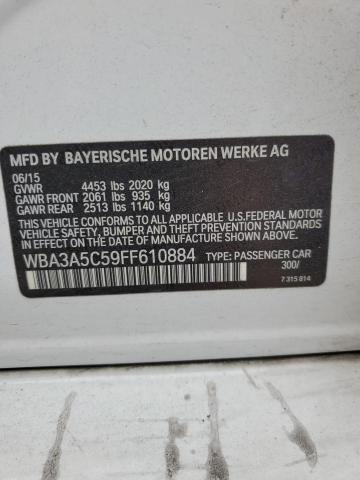 MFD BY BAYERISCHE MOTOREN WERKE AG
06/15
GVWR 4453 lbs 2020 kg
GAWR FRONT 2061 lbs 935 kg
GAWR REAR 2513 lbs 1140 kg
THIS VEHICLE CONFORMS TO ALL APPLICABLE U.S.FEDERAL MOTOR
VEHICLE SAFETY, BUMPER, AND THEFT PREVENTION STANDARDS
IN EFFECT ON THE DATE OF MANUFACTURE SHOWN ABOVE.
WBA3A5C59FF610884 TYPE: PASSENGER CAR
300/
7 315 814